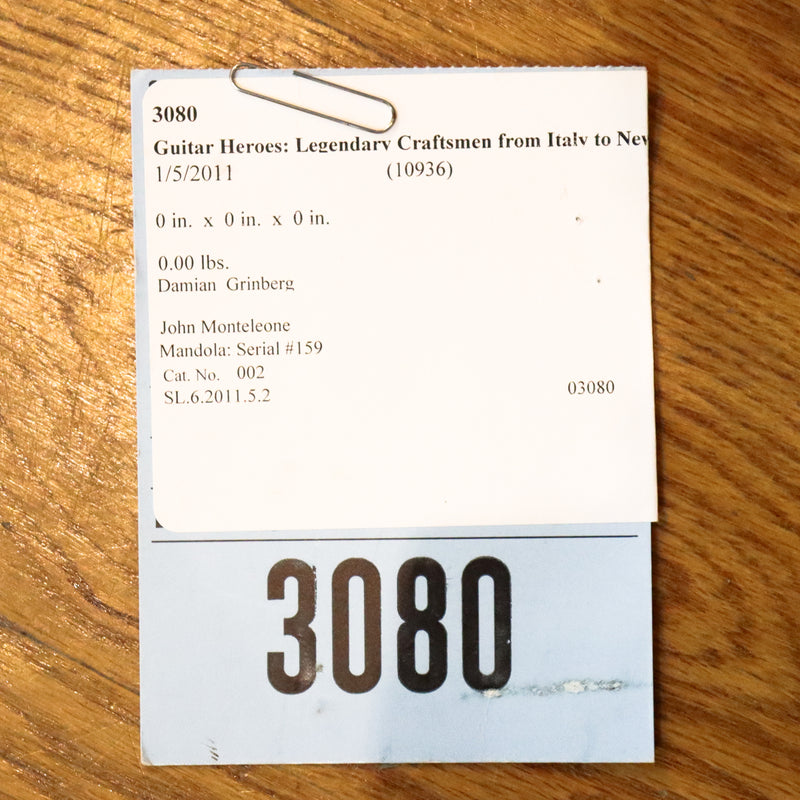 3080
Guitar Heroes: Legendary Craftsmen from Italy to New
1/5/2011 (10936)
0 in. x 0 in. x 0 in.
0.00 lbs.
Damian Grinberg
John Monteleone
Mandola: Serial #159
Cat. No. 002
SL.6.2011.5.2 03080
3080